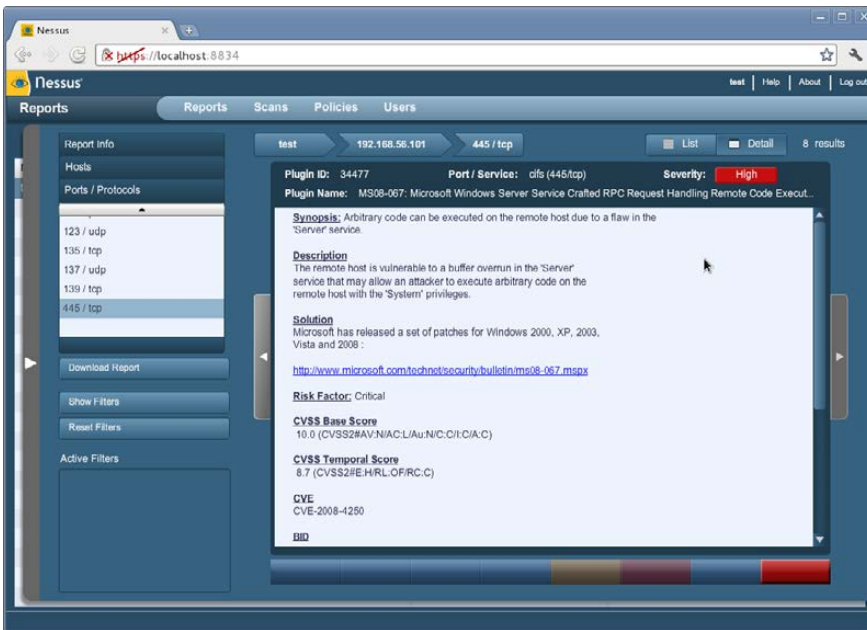 Nessus
https://localhost:8834
Nessus
test | Help | About | Log out
Reports
Reports Scans Policies Users
Report Info
Hosts
Ports / Protocols
123 / udp
135 / tcp
137 / udp
139 / tcp
445 / tcp
Download Report
Show Filters
Reset Filters
Active Filters
test 192.168.56.101 445 / tcp
List Detail 8 results
Plugin ID: 34477 Port / Service: cifs (445/tcp) Severity: High
Plugin Name: MS08-067: Microsoft Windows Server Service Crafted RPC Request Handling Remote Code Execut...
Synopsis: Arbitrary code can be executed on the remote host due to a flaw in the
'Server' service.
Description
The remote host is vulnerable to a buffer overrun in the 'Server'
service that may allow an attacker to execute arbitrary code on the
remote host with the 'System' privileges.
Solution
Microsoft has released a set of patches for Windows 2000, XP, 2003,
Vista and 2008 :
http://www.microsoft.com/technet/security/bulletin/ms08-067.mspx
Risk Factor: Critical
CVSS Base Score
10.0 (CVSS2#AV:N/AC:L/Au:N/C:C/I:C/A:C)
CVSS Temporal Score
8.7 (CVSS2#E:H/RL:OF/RC:C)
CVE
CVE-2008-4250
BID